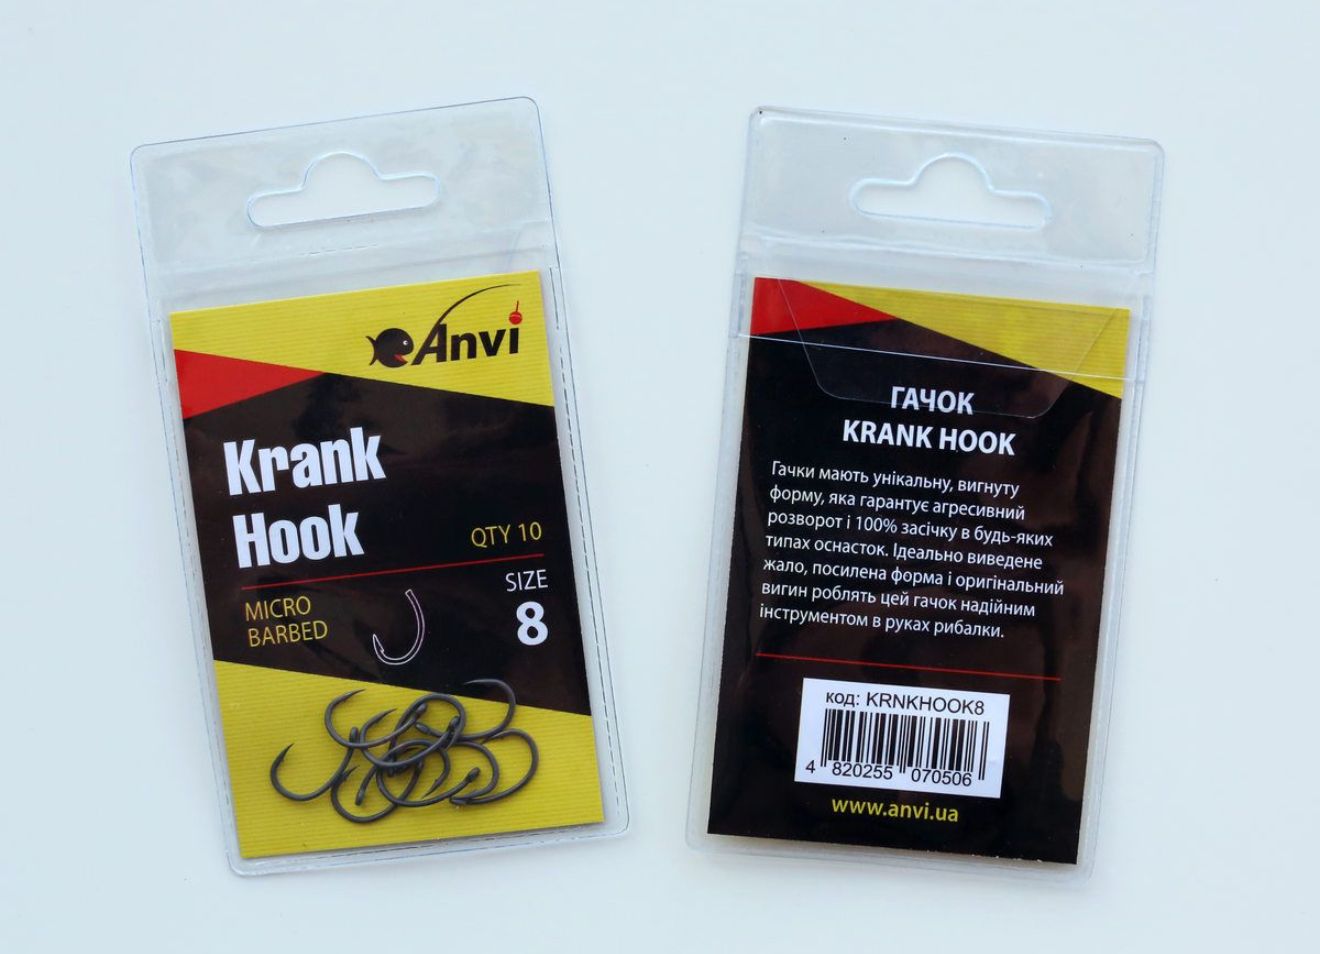 Anvi
Krank
Hook
QTY 10
MICRO
BARBED
SIZE
8
ГАЧОК
KRANK HOOK
Гачки мають унікальну, вигнуту
форму, яка гарантує агресивний
розворот і 100% засічку в будь-яких
типах оснасток. Ідеально виведене
жало, посилена форма і оригінальний
вигин роблять цей гачок надійним
інструментом в руках рибалки.
код: KRNKHOOK8
4 820255 070506
www.anvi.ua